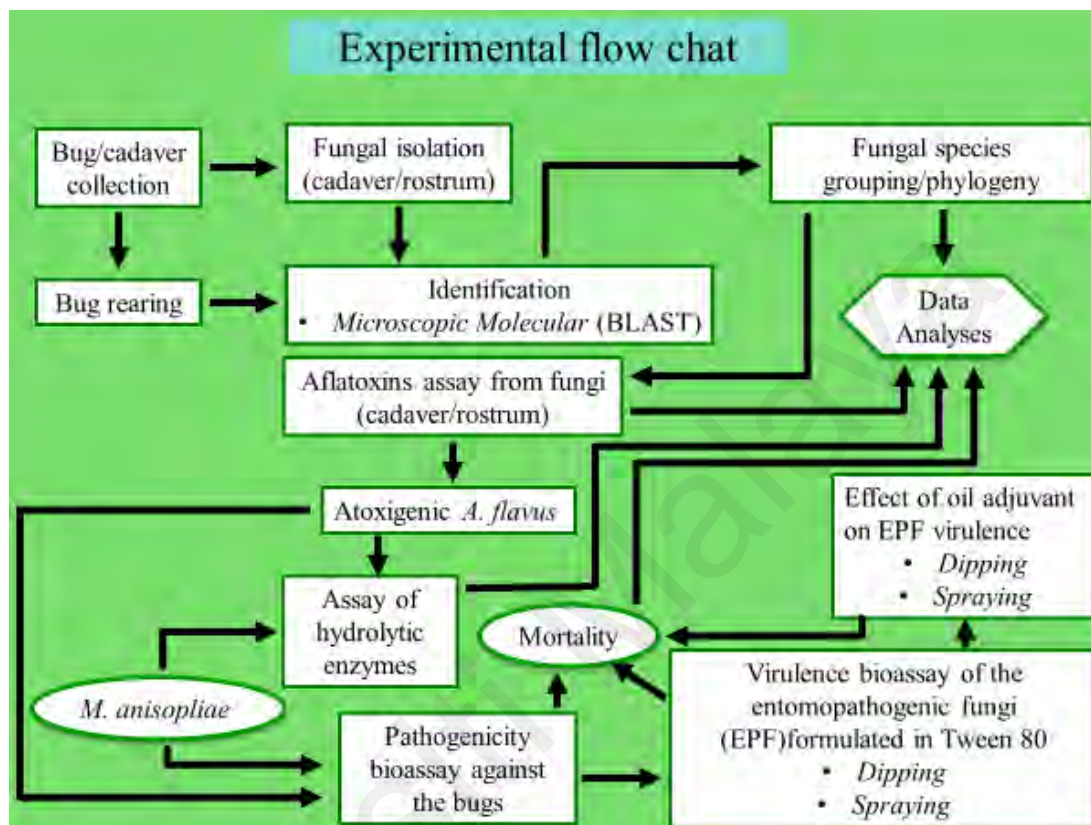 Experimental flow chat
Bug/cadaver
collection
Fungal isolation
(cadaver/rostrum)
Fungal species
grouping/phylogeny
Bug rearing
Identification
• Microscopic Molecular (BLAST)
Data
Analyses
Aflatoxins assay from fungi
(cadaver/rostrum)
Atoxigenic A. flavus
Effect of oil adjuvant
on EPF virulence
• Dipping
• Spraying
Assay of
hydrolytic
enzymes
Mortality
M. anisopliae
Pathogenicity
bioassay against
the bugs
Virulence bioassay of the
entomopathogenic fungi
(EPF)formulated in Tween 80
• Dipping
• Spraying
Malaya